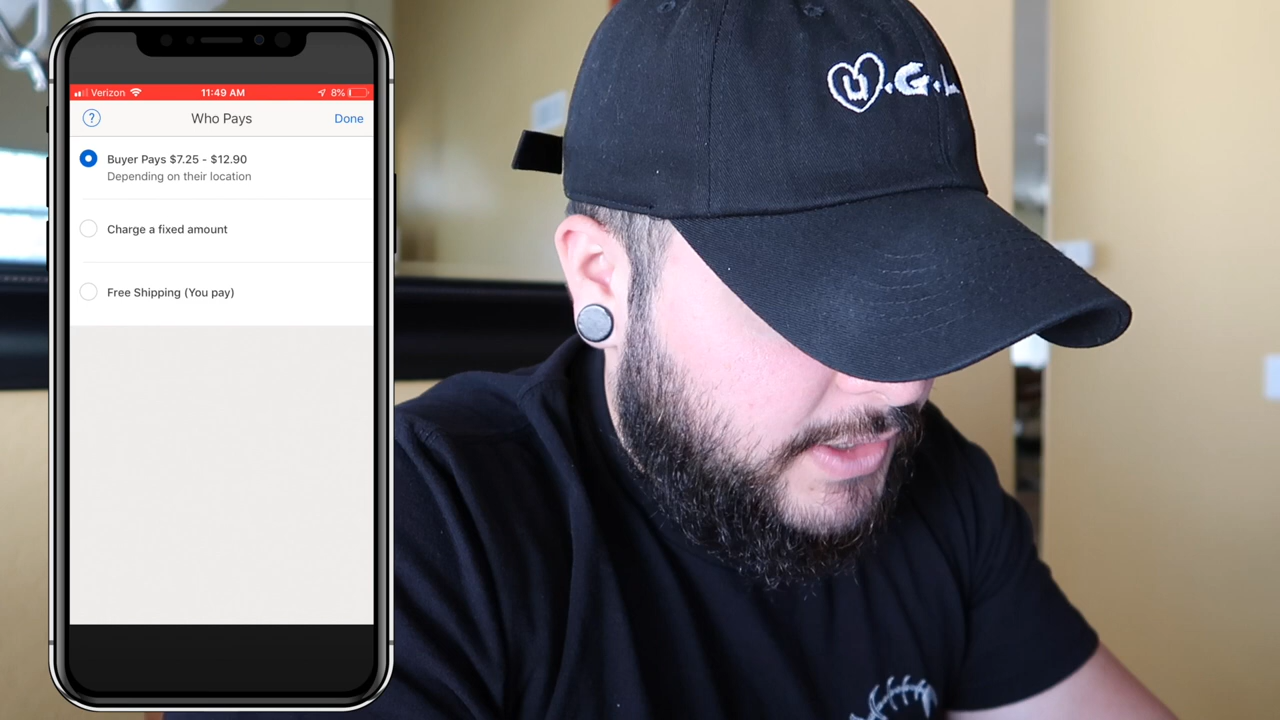 Verizon 11:49 AM 8%
? Who Pays Done
Buyer Pays $7.25 - $12.90
Depending on their location
Charge a fixed amount
Free Shipping (You pay)
U.G.L